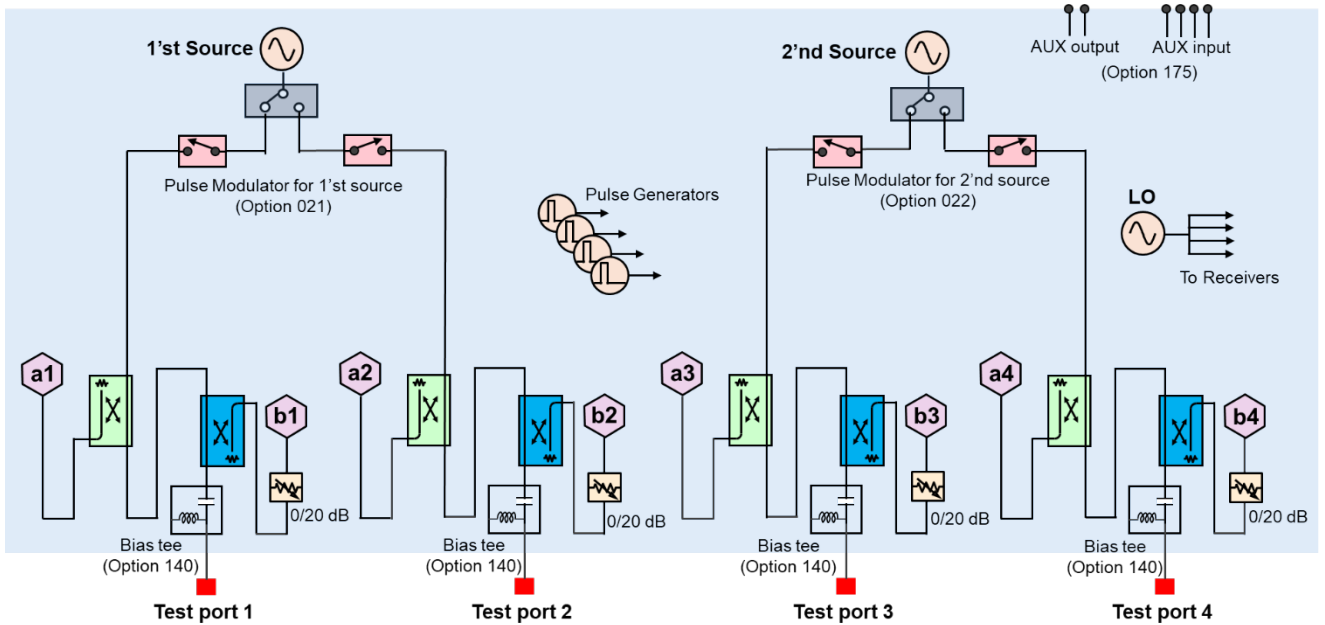 1'st Source
2'nd Source
AUX output
AUX input
(Option 175)
Pulse Modulator for 1'st source
(Option 021)
Pulse Generators
Pulse Modulator for 2'nd source
(Option 022)
LO
To Receivers
a1
b1
a2
b2
a3
b3
a4
b4
0/20 dB
0/20 dB
0/20 dB
0/20 dB
Bias tee
(Option 140)
Bias tee
(Option 140)
Bias tee
(Option 140)
Bias tee
(Option 140)
Test port 1
Test port 2
Test port 3
Test port 4